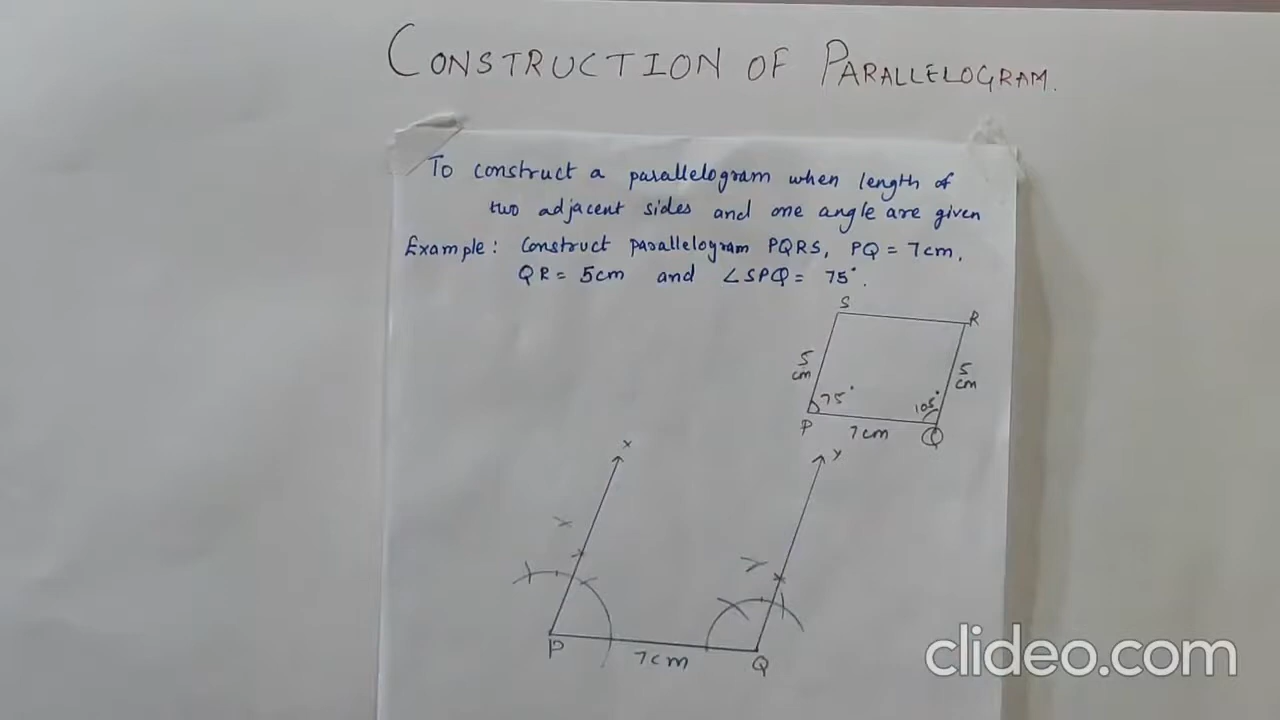 CONSTRUCTION OF PARALLELOGRAM.
To construct a parallelogram when length of
two adjacent sides and one angle are given
Example: Construct parallelogram PQRS, PQ = 7cm,
QR = 5cm and ∠SPQ = 75°.
S
R
5
cm
5
cm
75°
105°
P
7cm
Q
x
y
P
7cm
Q
clideo.com